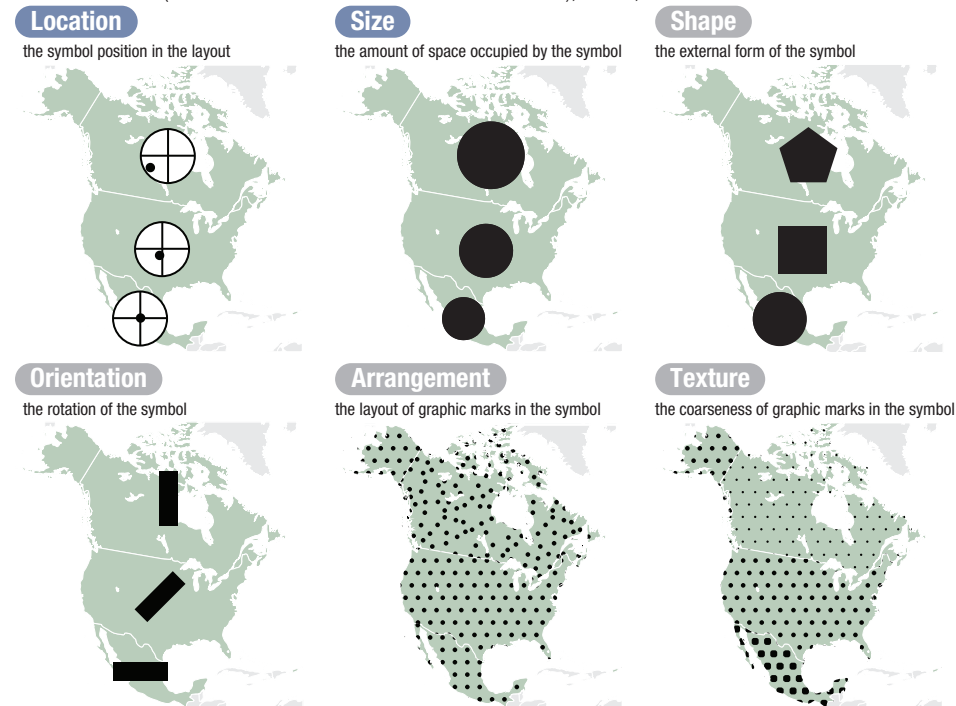 Location
the symbol position in the layout
Size
the amount of space occupied by the symbol
Shape
the external form of the symbol
Orientation
the rotation of the symbol
Arrangement
the layout of graphic marks in the symbol
Texture
the coarseness of graphic marks in the symbol